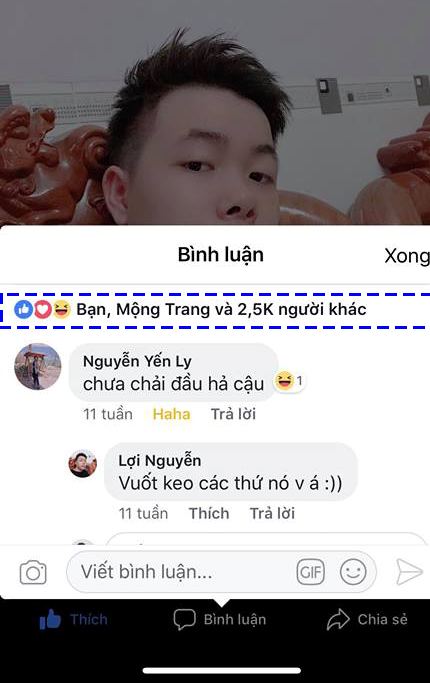 Bình luận
Xong
Bạn, Mộng Trang và 2,5K người khác
Nguyễn Yến Ly
chưa chải đầu hả cậu
1
11 tuần Haha Trả lời
Lợi Nguyễn
Vuốt keo các thứ nó v á :))
11 tuần Thích Trả lời
Viết bình luận...
GIF
Thích
Bình luận
Chia sẻ